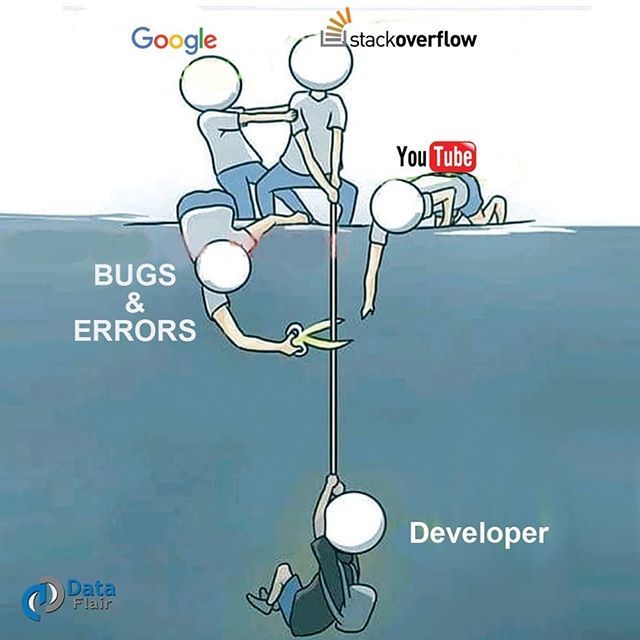 Google
stackoverflow
YouTube
BUGS
&
ERRORS
Developer
Data
Flair